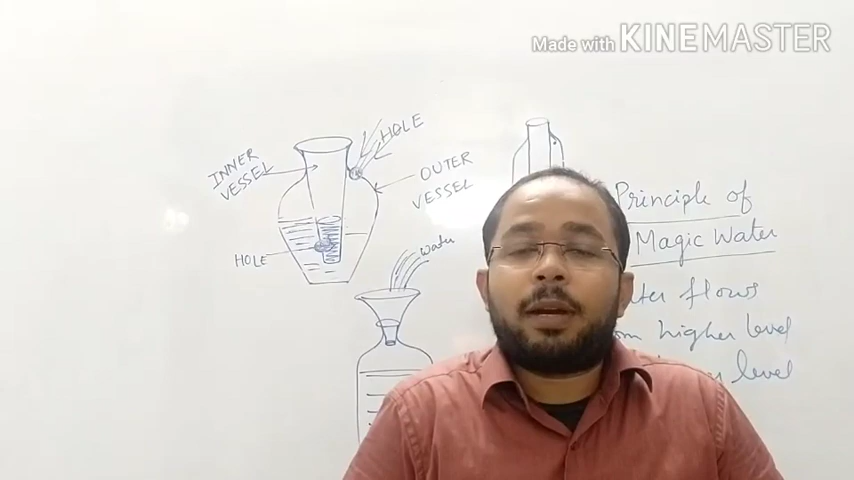 Made with KINEMASTER
HOLE
INNER
VESSEL
OUTER
VESSEL
HOLE
water
Principle of
Magic Water
flows
higher level
level